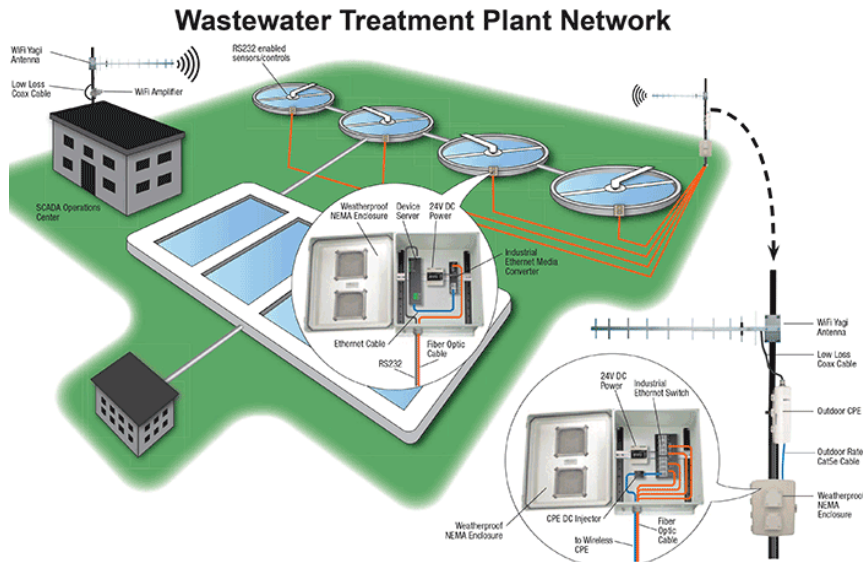 Wastewater Treatment Plant Network
WiFi Yagi
Antenna
Low Loss
Coax Cable
WiFi Amplifier
RS232 enabled
sensors/controls
SCADA Operations
Center
Weatherproof
NEMA Enclosure
Device
Server
24V DC
Power
Industrial
Ethernet Media
Converter
Ethernet Cable
Fiber Optic
Cable
RS232
WiFi Yagi
Antenna
Low Loss
Coax Cable
Outdoor CPE
Outdoor Rate
Cat5e Cable
Weatherproof
NEMA
Enclosure
24V DC
Power
Industrial
Ethernet Switch
Weatherproof
NEMA Enclosure
CPE DC Injector
to Wireless
CPE
Fiber
Optic
Cable